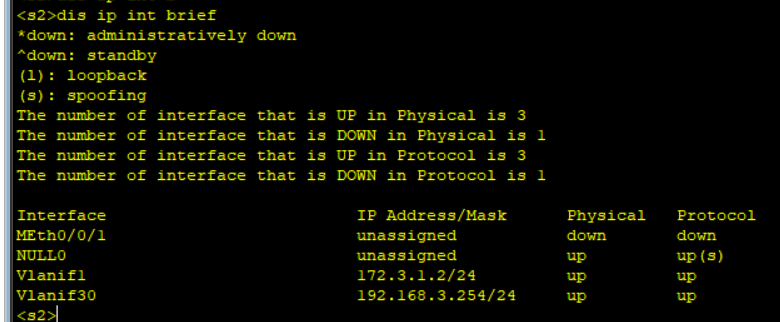 <s2>dis ip int brief
*down: administratively down
^down: standby
(l): loopback
(s): spoofing
The number of interface that is UP in Physical is 3
The number of interface that is DOWN in Physical is 1
The number of interface that is UP in Protocol is 3
The number of interface that is DOWN in Protocol is 1
Interface IP Address/Mask Physical Protocol
MEth0/0/1 unassigned down down
NULL0 unassigned up up(s)
Vlanif1 172.3.1.2/24 up up
Vlanif30 192.168.3.254/24 up up
<s2>